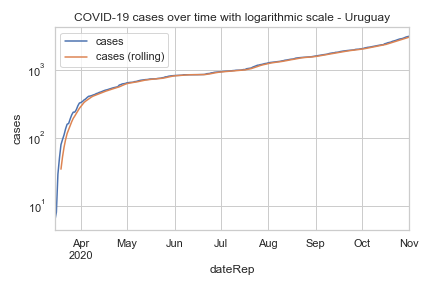 COVID-19 cases over time with logarithmic scale - Uruguay
cases
cases (rolling)
10³
10²
10¹
cases
Apr May Jun Jul Aug Sep Oct Nov
2020
dateRep